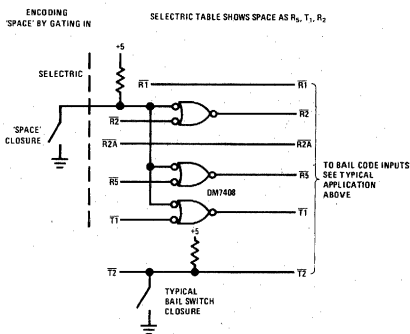 ENCODING
'SPACE' BY GATING IN
SELECTRIC TABLE SHOWS SPACE AS R5, T1, R2
+5
SELECTRIC
R1
R1
R2
R2
'SPACE'
CLOSURE
R2A
R2A
R5
R5
DM7408
TO BAIL CODE INPUTS
SEE TYPICAL
APPLICATION
ABOVE
T1
T1
+5
T2
T2
TYPICAL
BAIL SWITCH
CLOSURE